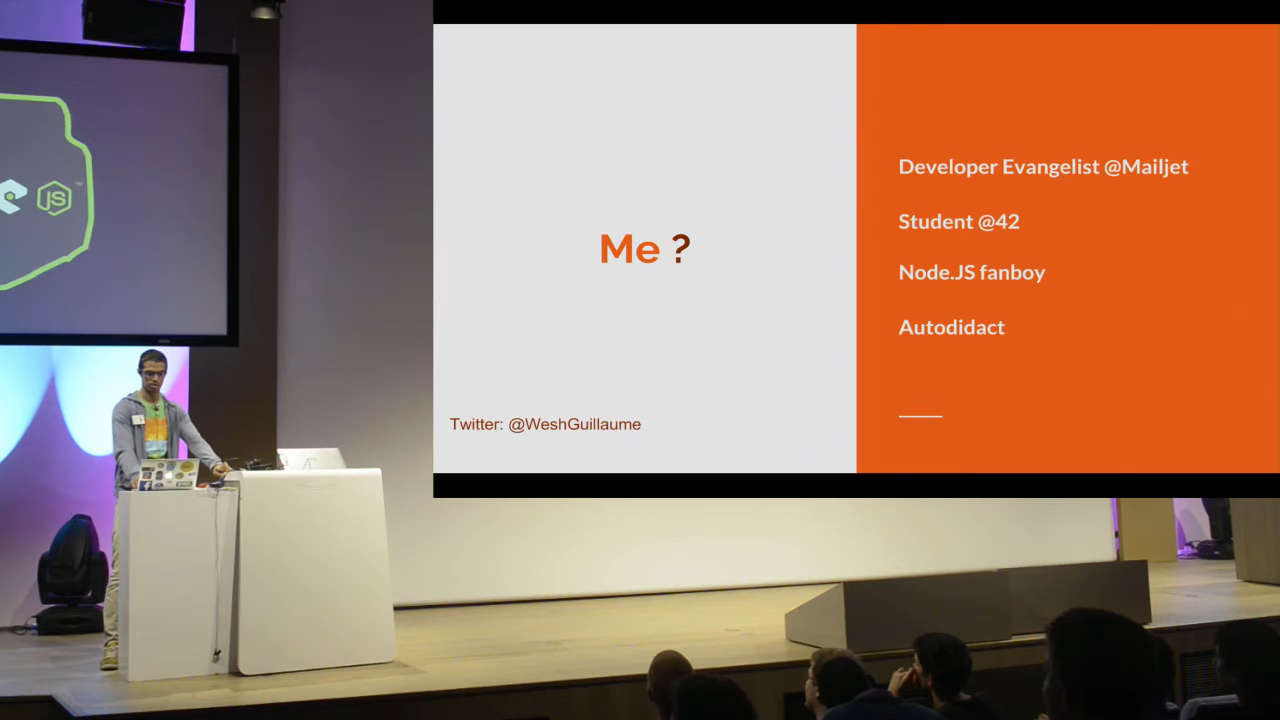 JS
Me ?
Twitter: @WeshGuillaume
Developer Evangelist @Mailjet
Student @42
Node.JS fanboy
Autodidact